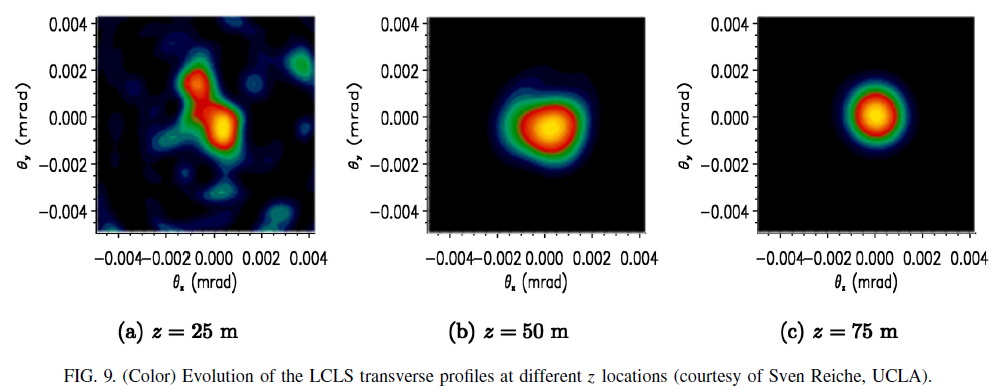 0.004
0.002
0.000
−0.002
−0.004
θy (mrad)
−0.004−0.002 0.000 0.002 0.004
θx (mrad)
(a) z = 25 m
0.004
0.002
0.000
−0.002
−0.004
θy (mrad)
−0.004−0.002 0.000 0.002 0.004
θx (mrad)
(b) z = 50 m
0.004
0.002
0.000
−0.002
−0.004
θy (mrad)
−0.004−0.002 0.000 0.002 0.004
θx (mrad)
(c) z = 75 m
FIG. 9. (Color) Evolution of the LCLS transverse profiles at different z locations (courtesy of Sven Reiche, UCLA).